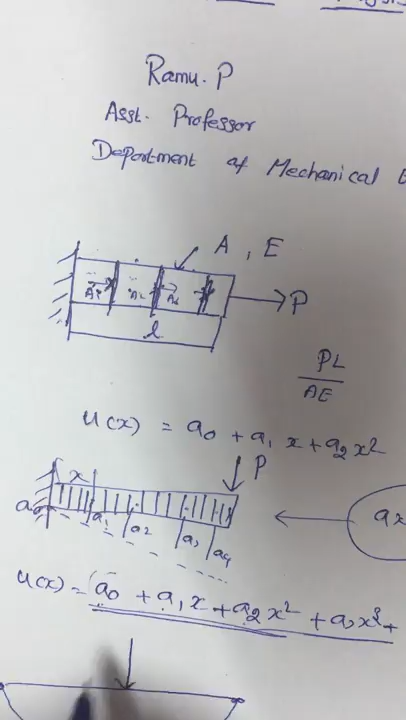 Ramu. P
Asst. Professor
Department of Mechanical
A , E
P
l
PL
AE
u(x) = a0 + a1 x + a2 x²
P
x
a1
a2
a4
ax
u(x) = a0 + a1 x + a2 x² + a3 x³ +